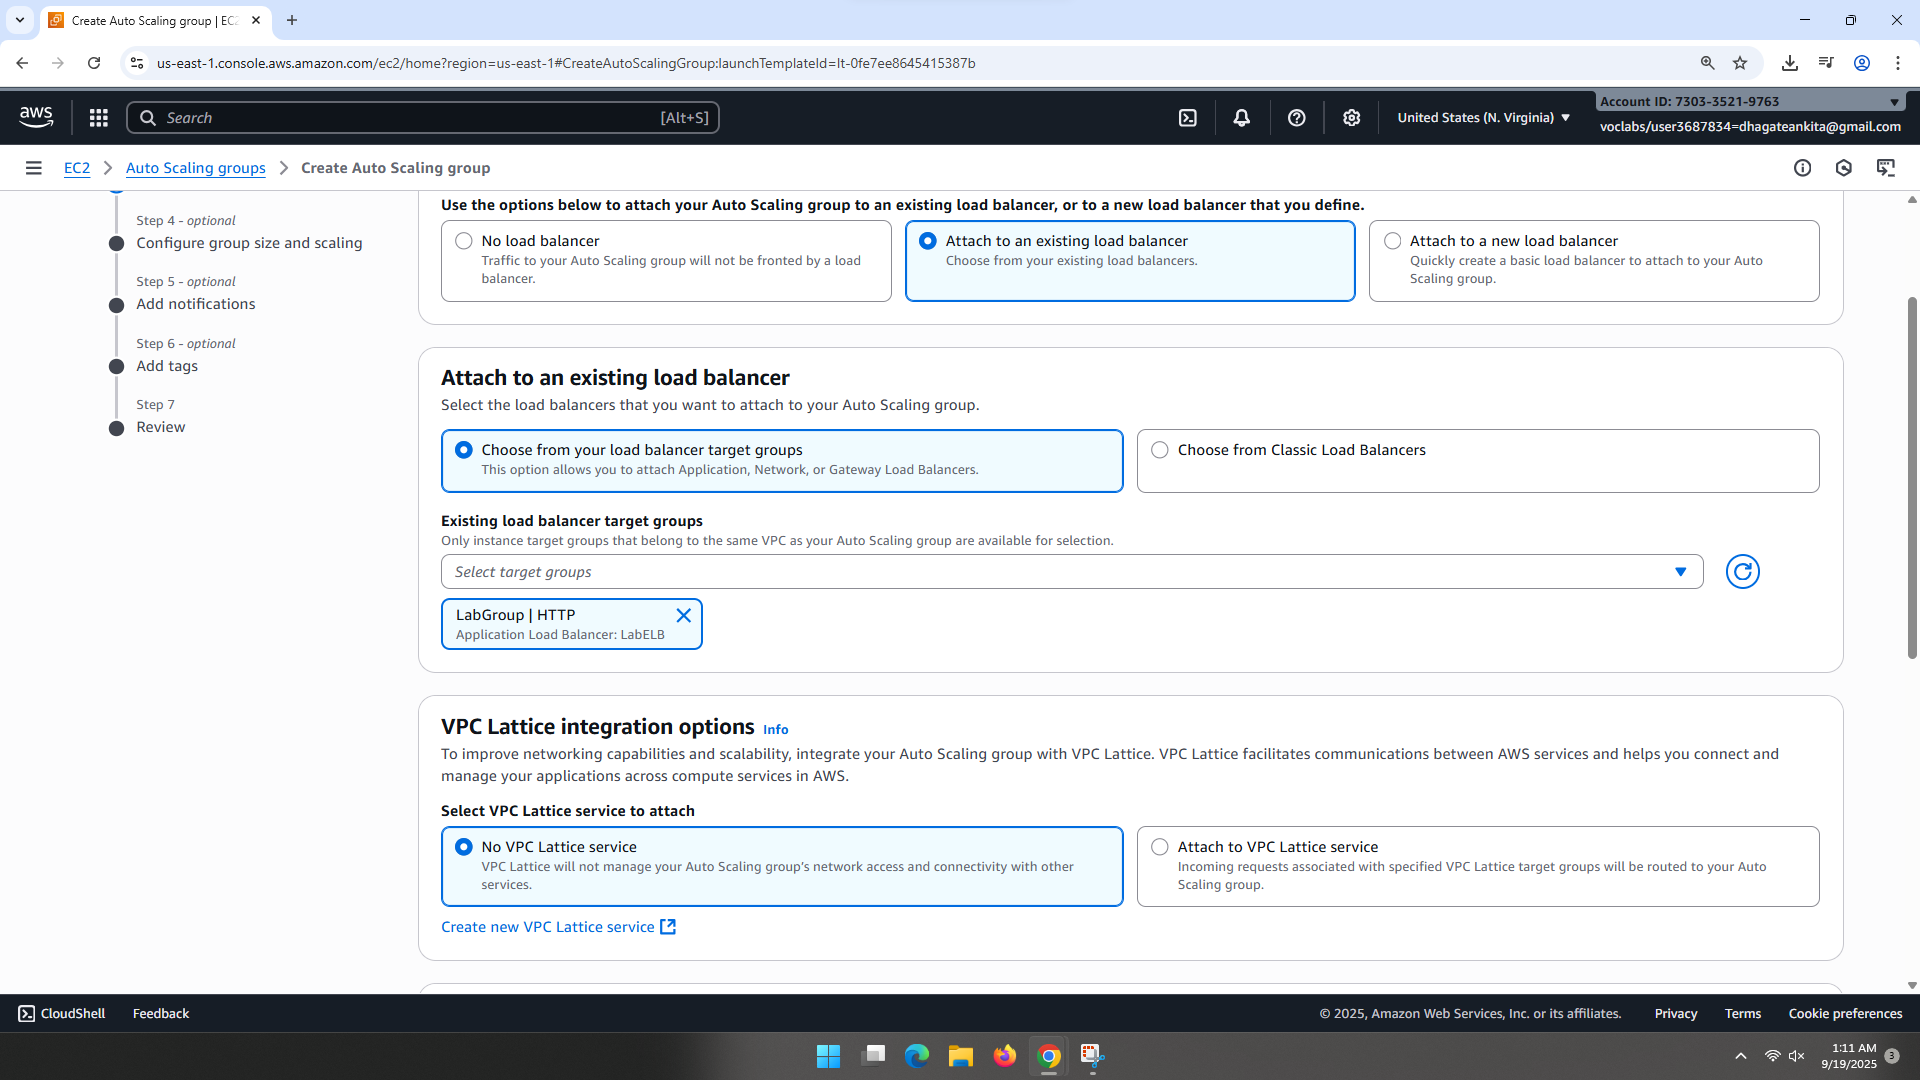 Create Auto Scaling group | EC2
us-east-1.console.aws.amazon.com/ec2/home?region=us-east-1#CreateAutoScalingGroup:launchTemplateId=lt-0fe7ee8645415387b
aws
Search
[Alt+S]
United States (N. Virginia)
Account ID: 7303-3521-9763
voclabs/user3687834=dhagateankita@gmail.com
EC2
Auto Scaling groups
Create Auto Scaling group
Step 4 - optional
Configure group size and scaling
Step 5 - optional
Add notifications
Step 6 - optional
Add tags
Step 7
Review
Use the options below to attach your Auto Scaling group to an existing load balancer, or to a new load balancer that you define.
No load balancer
Traffic to your Auto Scaling group will not be fronted by a load
balancer.
Attach to an existing load balancer
Choose from your existing load balancers.
Attach to a new load balancer
Quickly create a basic load balancer to attach to your Auto
Scaling group.
Attach to an existing load balancer
Select the load balancers that you want to attach to your Auto Scaling group.
Choose from your load balancer target groups
This option allows you to attach Application, Network, or Gateway Load Balancers.
Choose from Classic Load Balancers
Existing load balancer target groups
Only instance target groups that belong to the same VPC as your Auto Scaling group are available for selection.
Select target groups
LabGroup | HTTP
Application Load Balancer: LabELB
VPC Lattice integration options Info
To improve networking capabilities and scalability, integrate your Auto Scaling group with VPC Lattice. VPC Lattice facilitates communications between AWS services and helps you connect and
manage your applications across compute services in AWS.
Select VPC Lattice service to attach
No VPC Lattice service
VPC Lattice will not manage your Auto Scaling group's network access and connectivity with other
services.
Attach to VPC Lattice service
Incoming requests associated with specified VPC Lattice target groups will be routed to your Auto
Scaling group.
Create new VPC Lattice service
CloudShell
Feedback
© 2025, Amazon Web Services, Inc. or its affiliates.
Privacy
Terms
Cookie preferences
1:11 AM
9/19/2025
3